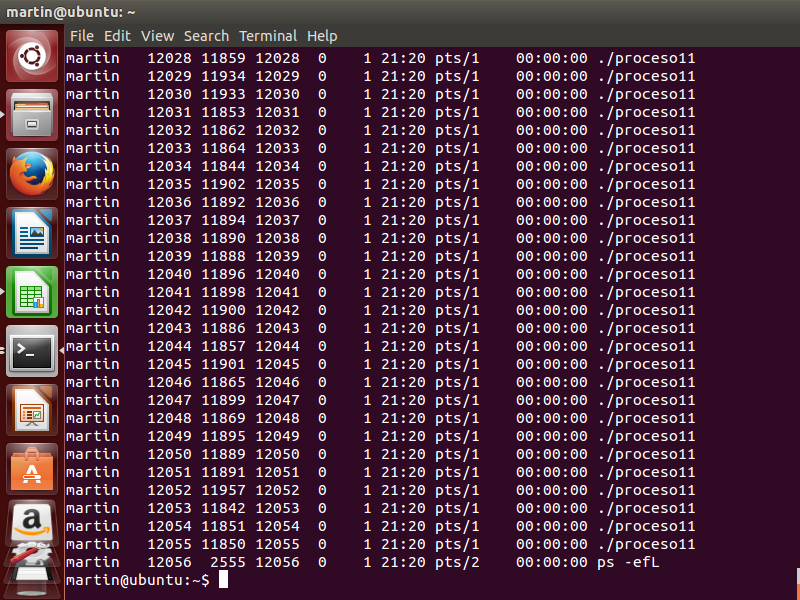 martin@ubuntu: ~
File Edit View Search Terminal Help
martin   12028 11859 12028  0    1 21:20 pts/1    00:00:00 ./proceso11
martin   12029 11934 12029  0    1 21:20 pts/1    00:00:00 ./proceso11
martin   12030 11933 12030  0    1 21:20 pts/1    00:00:00 ./proceso11
martin   12031 11853 12031  0    1 21:20 pts/1    00:00:00 ./proceso11
martin   12032 11862 12032  0    1 21:20 pts/1    00:00:00 ./proceso11
martin   12033 11864 12033  0    1 21:20 pts/1    00:00:00 ./proceso11
martin   12034 11844 12034  0    1 21:20 pts/1    00:00:00 ./proceso11
martin   12035 11902 12035  0    1 21:20 pts/1    00:00:00 ./proceso11
martin   12036 11892 12036  0    1 21:20 pts/1    00:00:00 ./proceso11
martin   12037 11894 12037  0    1 21:20 pts/1    00:00:00 ./proceso11
martin   12038 11890 12038  0    1 21:20 pts/1    00:00:00 ./proceso11
martin   12039 11888 12039  0    1 21:20 pts/1    00:00:00 ./proceso11
martin   12040 11896 12040  0    1 21:20 pts/1    00:00:00 ./proceso11
martin   12041 11898 12041  0    1 21:20 pts/1    00:00:00 ./proceso11
martin   12042 11900 12042  0    1 21:20 pts/1    00:00:00 ./proceso11
martin   12043 11886 12043  0    1 21:20 pts/1    00:00:00 ./proceso11
martin   12044 11857 12044  0    1 21:20 pts/1    00:00:00 ./proceso11
martin   12045 11901 12045  0    1 21:20 pts/1    00:00:00 ./proceso11
martin   12046 11865 12046  0    1 21:20 pts/1    00:00:00 ./proceso11
martin   12047 11899 12047  0    1 21:20 pts/1    00:00:00 ./proceso11
martin   12048 11869 12048  0    1 21:20 pts/1    00:00:00 ./proceso11
martin   12049 11895 12049  0    1 21:20 pts/1    00:00:00 ./proceso11
martin   12050 11889 12050  0    1 21:20 pts/1    00:00:00 ./proceso11
martin   12051 11891 12051  0    1 21:20 pts/1    00:00:00 ./proceso11
martin   12052 11957 12052  0    1 21:20 pts/1    00:00:00 ./proceso11
martin   12053 11842 12053  0    1 21:20 pts/1    00:00:00 ./proceso11
martin   12054 11851 12054  0    1 21:20 pts/1    00:00:00 ./proceso11
martin   12055 11850 12055  0    1 21:20 pts/1    00:00:00 ./proceso11
martin   12056  2555 12056  0    1 21:20 pts/2    00:00:00 ps -efL
martin@ubuntu:~$